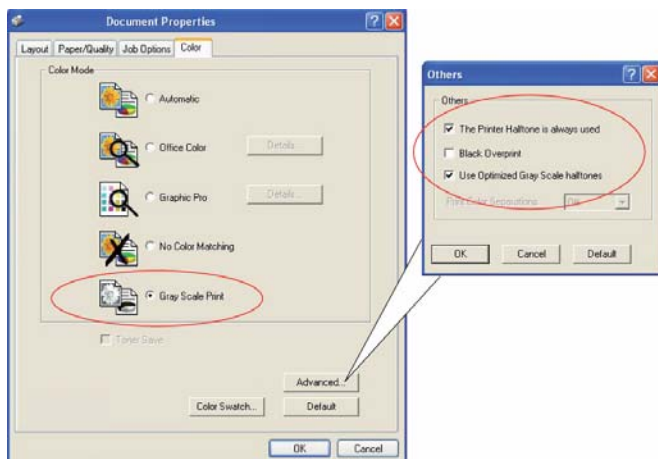 Document Properties
Layout
Paper/Quality
Job Options
Color
Color Mode
Automatic
Office Color
Details...
Graphic Pro
Details...
No Color Matching
Gray Scale Print
Toner Save
Advanced...
Color Swatch...
Default
OK
Cancel
Others
Others
The Printer Halftone is always used
Black Overprint
Use Optimized Gray Scale halftones
Print Color Separations
Off
OK
Cancel
Default